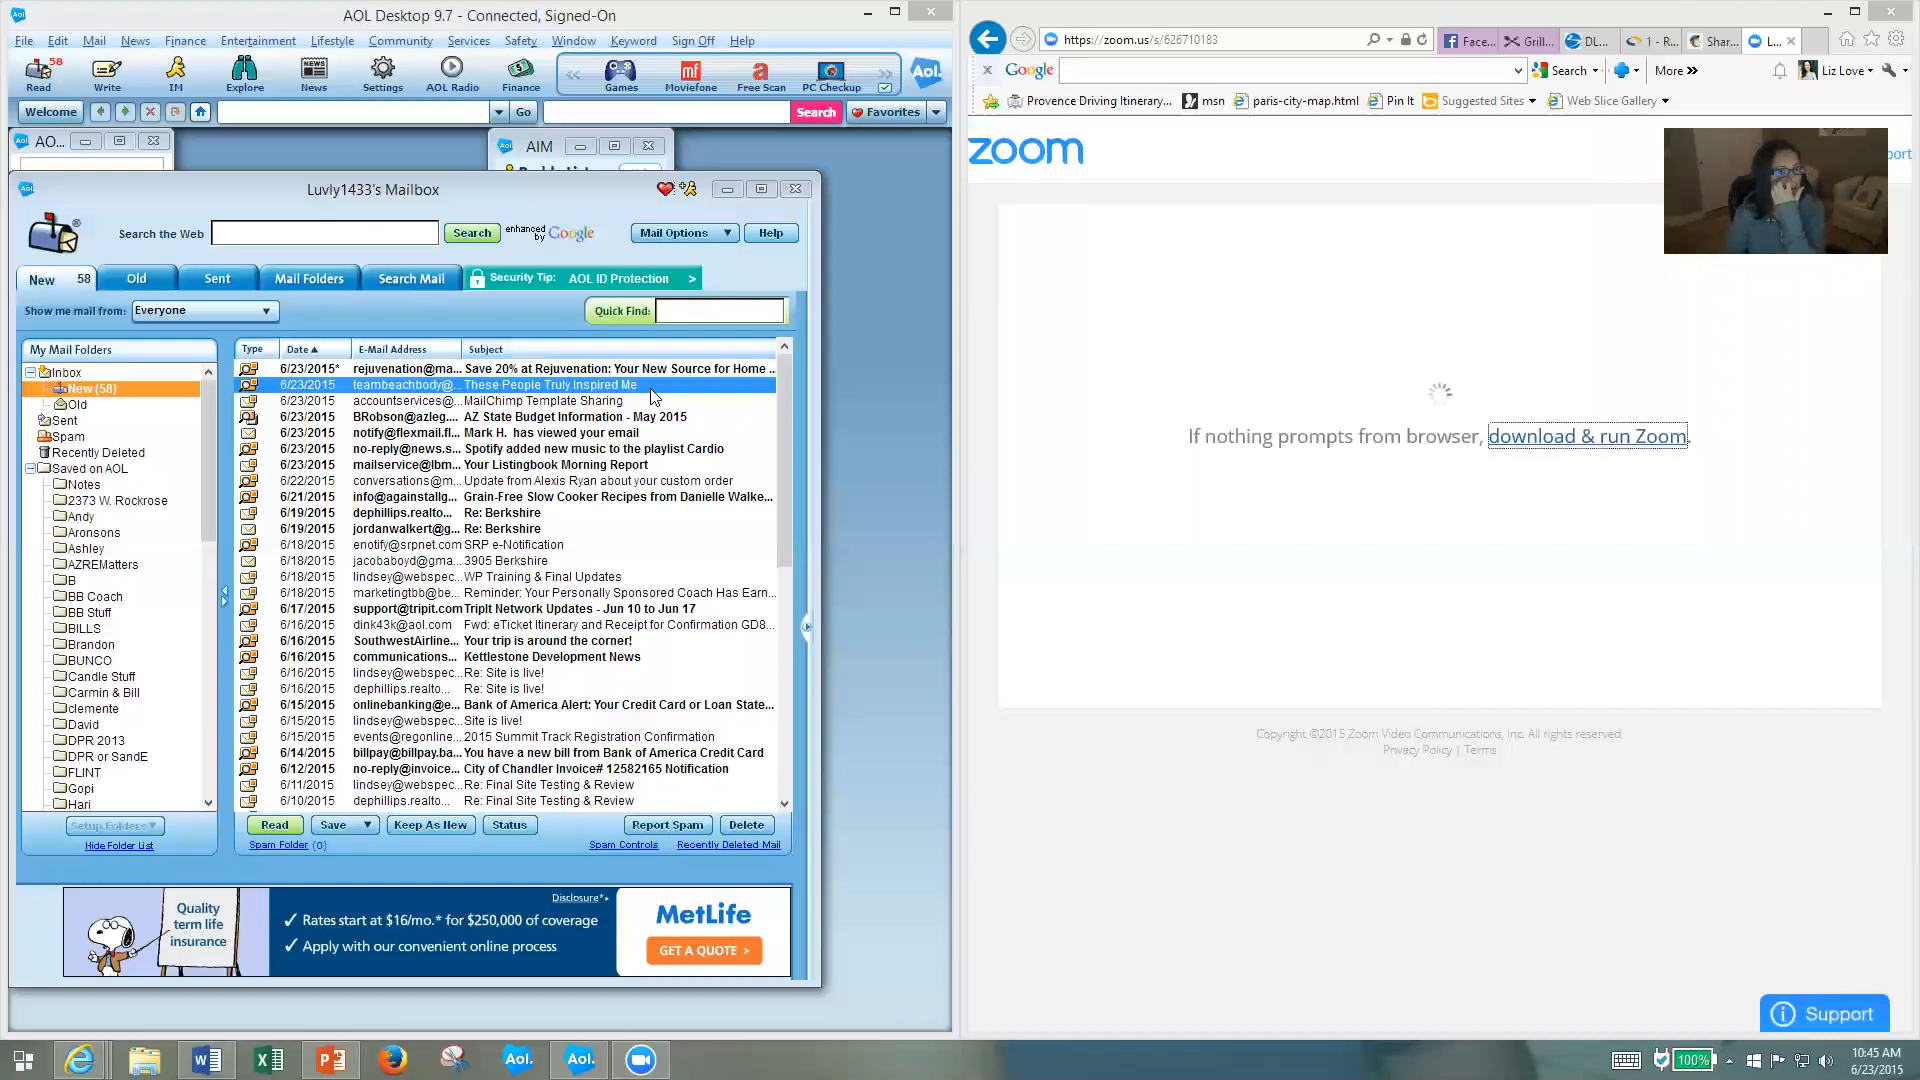 AOL Desktop 9.7 - Connected, Signed-On
File Edit Mail News Finance Entertainment Lifestyle Community Services Safety Window Keyword Sign Off Help
58
Read Write IM Explore News Settings AOL Radio Finance Games Moviefone Free Scan PC Checkup Aol.
Welcome Go Search Favorites
AO... AIM
Luvly1433's Mailbox
Search the Web Search enhanced by Google Mail Options Help
New 58 Old Sent Mail Folders Search Mail Security Tip: AOL ID Protection >
Show me mail from: Everyone Quick Find:
My Mail Folders
Inbox
New (58)
Old
Sent
Spam
Recently Deleted
Saved on AOL
Notes
2373 W. Rockrose
Andy
Aronsons
Ashley
AZREMatters
B
BB Coach
BB Stuff
BILLS
Brandon
BUNCO
Candle Stuff
Carmin & Bill
clemente
David
DPR 2013
DPR or SandE
FLINT
Gopi
Hari
Setup Folders
Hide Folder List
Type Date E-Mail Address Subject
6/23/2015* rejuvenation@ma... Save 20% at Rejuvenation: Your New Source for Home ...
6/23/2015 teambeachbody@... These People Truly Inspired Me
6/23/2015 accountservices@... MailChimp Template Sharing
6/23/2015 BRobson@azleg.... AZ State Budget Information - May 2015
6/23/2015 notify@flexmail.fl... Mark H. has viewed your email
6/23/2015 no-reply@news.s... Spotify added new music to the playlist Cardio
6/23/2015 mailservice@lbm... Your Listingbook Morning Report
6/22/2015 conversations@m... Update from Alexis Ryan about your custom order
6/21/2015 info@againstallg... Grain-Free Slow Cooker Recipes from Danielle Walke...
6/19/2015 dephillips.realto... Re: Berkshire
6/19/2015 jordanwalkert@g... Re: Berkshire
6/18/2015 enotify@srpnet.com SRP e-Notification
6/18/2015 jacobaboyd@gma... 3905 Berkshire
6/18/2015 lindsey@webspec... WP Training & Final Updates
6/18/2015 marketingtbb@be... Reminder: Your Personally Sponsored Coach Has Earn...
6/17/2015 support@tripit.com TripIt Network Updates - Jun 10 to Jun 17
6/16/2015 dink43k@aol.com Fwd: eTicket Itinerary and Receipt for Confirmation GD8...
6/16/2015 SouthwestAirline... Your trip is around the corner!
6/16/2015 communications... Kettlestone Development News
6/16/2015 lindsey@webspec... Re: Site is live!
6/16/2015 dephillips.realto... Re: Site is live!
6/15/2015 onlinebanking@e... Bank of America Alert: Your Credit Card or Loan State...
6/15/2015 lindsey@webspec... Site is live!
6/15/2015 events@regonline... 2015 Summit Track Registration Confirmation
6/14/2015 billpay@billpay.ba... You have a new bill from Bank of America Credit Card
6/12/2015 no-reply@invoice... City of Chandler Invoice# 12582165 Notification
6/11/2015 lindsey@webspec... Re: Final Site Testing & Review
6/10/2015 dephillips.realto... Re: Final Site Testing & Review
Read Save Keep As New Status Report Spam Delete
Spam Folder (0) Spam Controls Recently Deleted Mail
Quality term life insurance
Disclosure*
✓ Rates start at $16/mo.* for $250,000 of coverage
✓ Apply with our convenient online process
MetLife
GET A QUOTE >
https://zoom.us/s/626710183
Face... Grill... DL... 1 - R... Shar... L...
Google Search More Liz Love
Provence Driving Itinerary... msn paris-city-map.html Pin It Suggested Sites Web Slice Gallery
zoom
port
If nothing prompts from browser, download & run Zoom.
Copyright ©2015 Zoom Video Communications, Inc. All rights reserved
Privacy Policy | Terms
Support
Aol. Aol. 100% 10:45 AM
6/23/2015